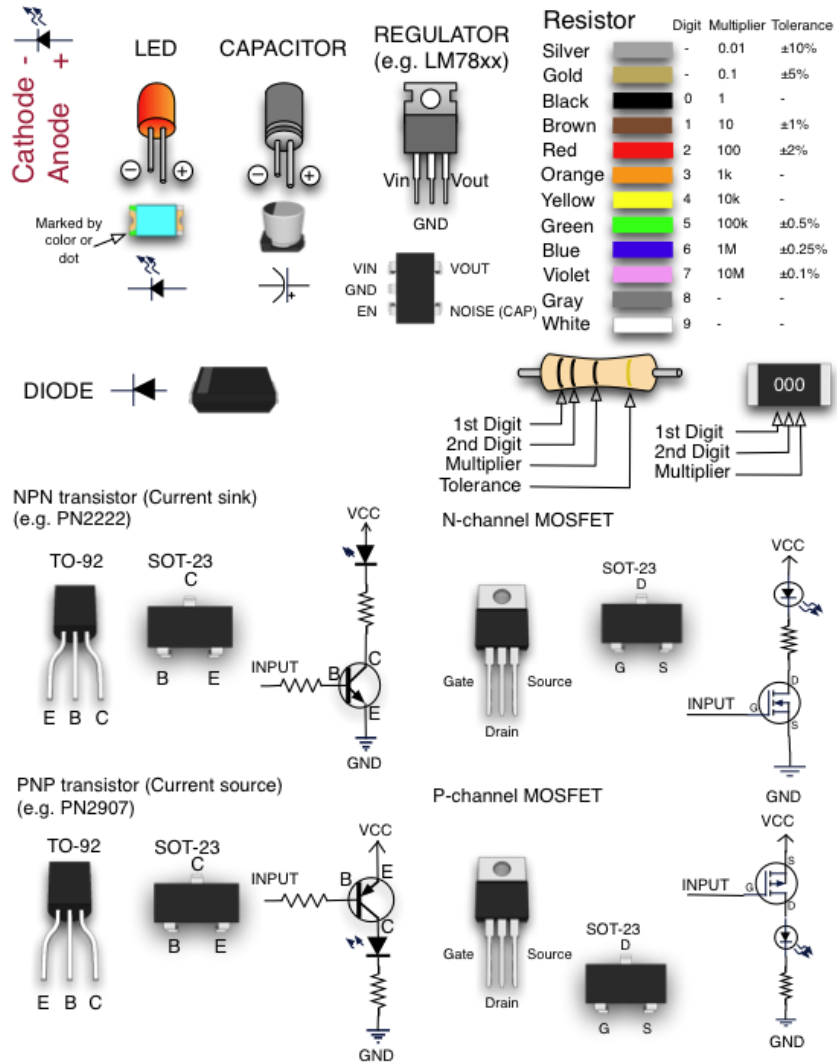 Cathode -
Anode +
LED
- +
Marked by
color or
dot
CAPACITOR
- +
+
REGULATOR
(e.g. LM78xx)
Vin Vout
GND
VIN VOUT
GND
EN NOISE (CAP)
Resistor Digit Multiplier Tolerance
Silver - 0.01 ±10%
Gold - 0.1 ±5%
Black 0 1 -
Brown 1 10 ±1%
Red 2 100 ±2%
Orange 3 1k -
Yellow 4 10k -
Green 5 100k ±0.5%
Blue 6 1M ±0.25%
Violet 7 10M ±0.1%
Gray 8 - -
White 9 - -
DIODE
1st Digit
2nd Digit
Multiplier
Tolerance
000
1st Digit
2nd Digit
Multiplier
NPN transistor (Current sink)
(e.g. PN2222)
TO-92
E B C
SOT-23
C
B E
VCC
INPUT
B
C
E
GND
N-channel MOSFET
Gate Source
Drain
SOT-23
D
G S
VCC
INPUT
G
D
S
GND
PNP transistor (Current source)
(e.g. PN2907)
TO-92
E B C
SOT-23
C
B E
VCC
INPUT
B
E
C
GND
P-channel MOSFET
Gate Source
Drain
SOT-23
D
G S
VCC
INPUT
G
S
D
GND